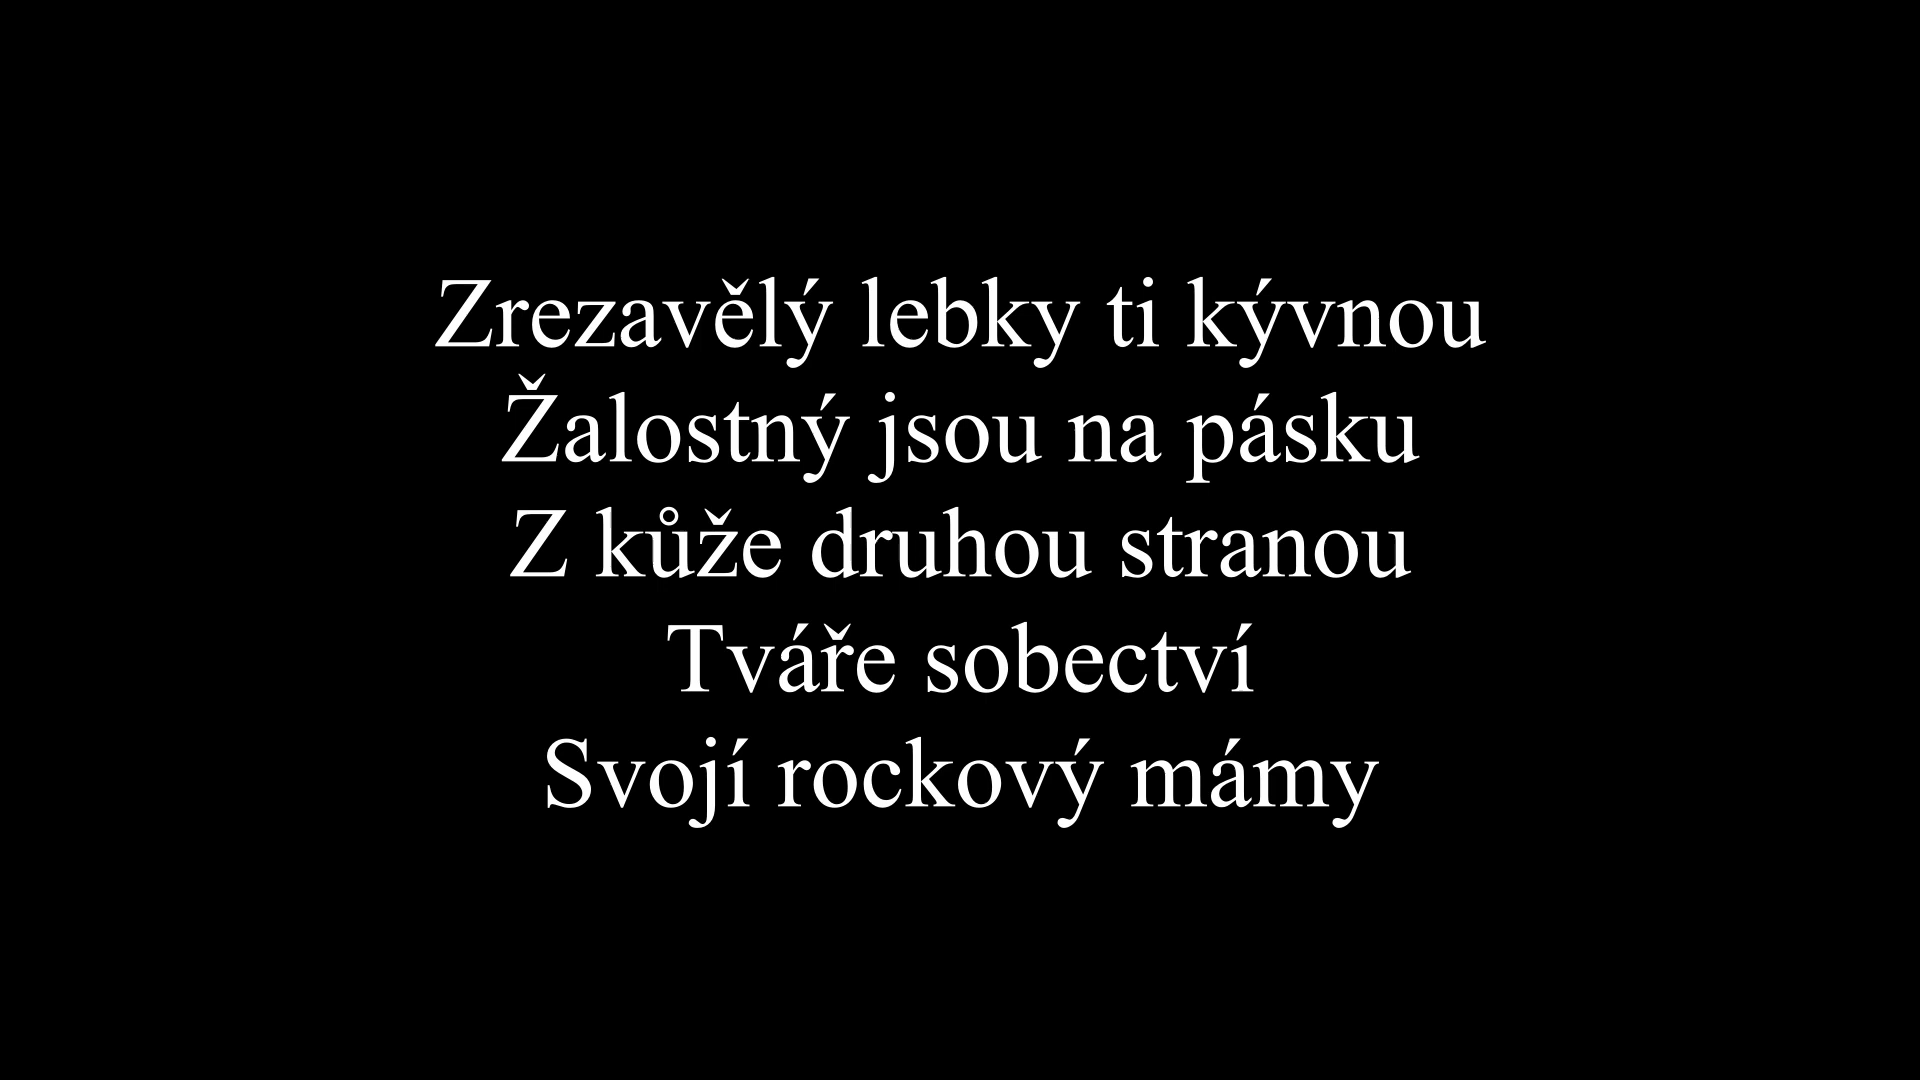 Zrezavělý lebky ti kývnou
Žalostný jsou na pásku
Z kůže druhou stranou
Tváře sobectví
Svojí rockový mámy